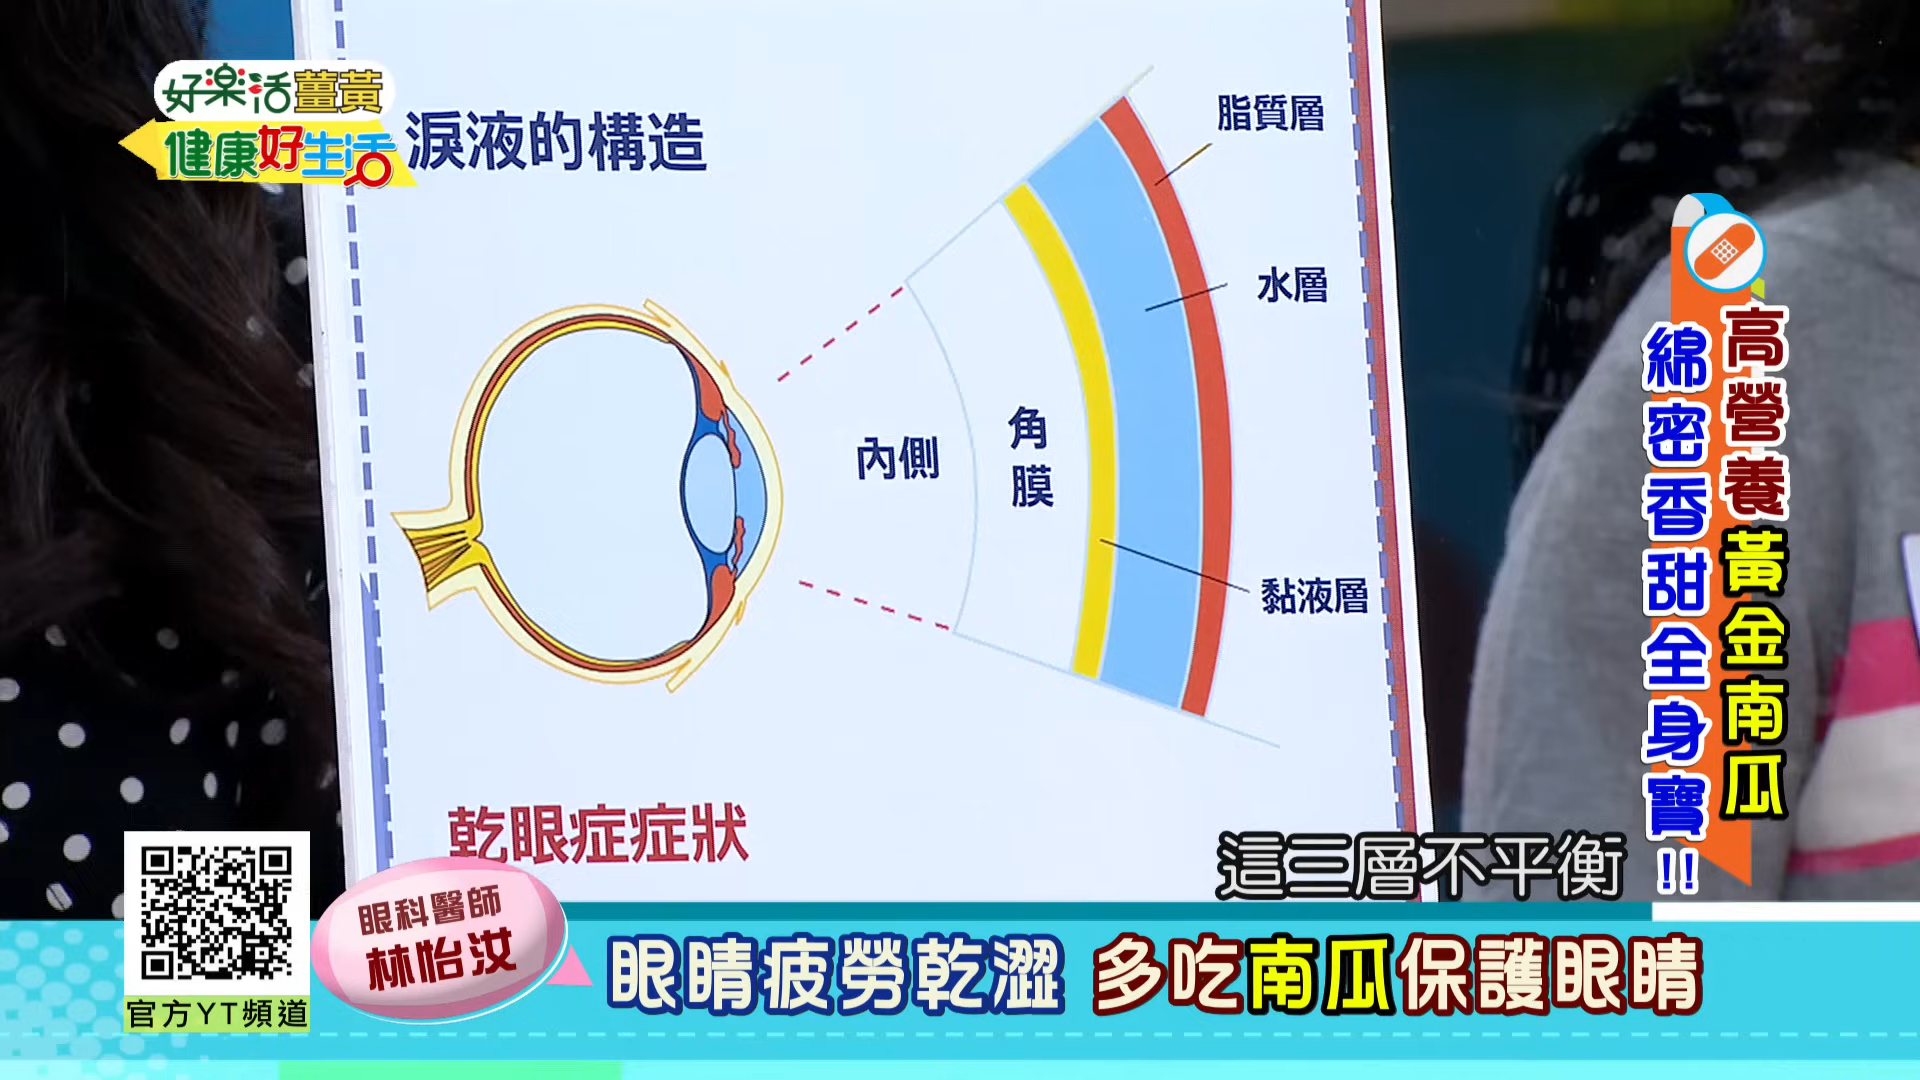 好樂活薑黃
健康好生活
淚液的構造
脂質層
水層
內側
角膜
黏液層
乾眼症症狀
高營養黃金南瓜
綿密香甜全身寶!!
這三層不平衡
眼科醫師
林怡汝
眼睛疲勞乾澀 多吃南瓜保護眼睛
官方YT頻道